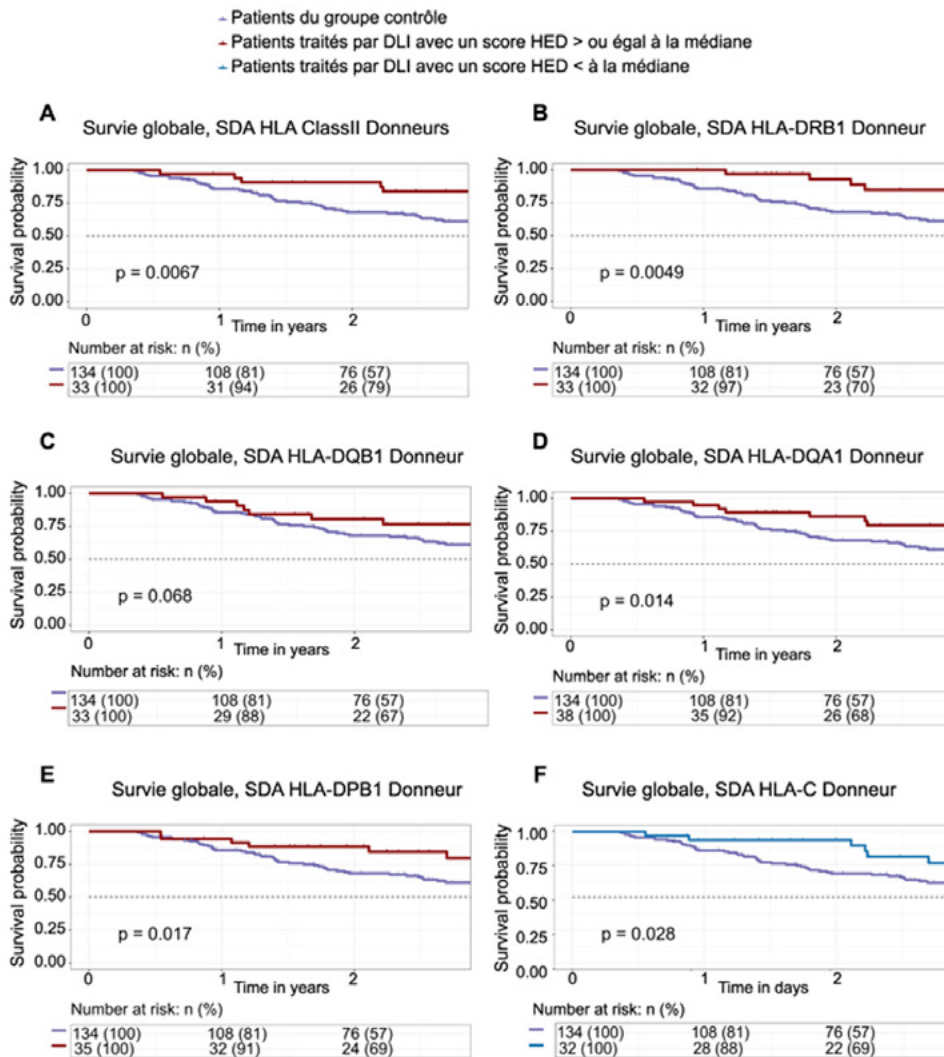 Patients du groupe contrôle
Patients traités par DLI avec un score HED > ou égal à la médiane
Patients traités par DLI avec un score HED < à la médiane
A
Survie globale, SDA HLA ClassII Donneurs
Survival probability
1.00
0.75
0.50
0.25
0.00
p = 0.0067
0 1 2
Time in years
Number at risk: n (%)
134 (100) 108 (81) 76 (57)
33 (100) 31 (94) 26 (79)
B
Survie globale, SDA HLA-DRB1 Donneur
Survival probability
1.00
0.75
0.50
0.25
0.00
p = 0.0049
0 1 2
Time in years
Number at risk: n (%)
134 (100) 108 (81) 76 (57)
33 (100) 32 (97) 23 (70)
C
Survie globale, SDA HLA-DQB1 Donneur
Survival probability
1.00
0.75
0.50
0.25
0.00
p = 0.068
0 1 2
Time in years
Number at risk: n (%)
134 (100) 108 (81) 76 (57)
33 (100) 29 (88) 22 (67)
D
Survie globale, SDA HLA-DQA1 Donneur
Survival probability
1.00
0.75
0.50
0.25
0.00
p = 0.014
0 1 2
Time in years
Number at risk: n (%)
134 (100) 108 (81) 76 (57)
38 (100) 35 (92) 26 (68)
E
Survie globale, SDA HLA-DPB1 Donneur
Survival probability
1.00
0.75
0.50
0.25
0.00
p = 0.017
0 1 2
Time in years
Number at risk: n (%)
134 (100) 108 (81) 76 (57)
35 (100) 32 (91) 24 (69)
F
Survie globale, SDA HLA-C Donneur
Survival probability
1.00
0.75
0.50
0.25
0.00
p = 0.028
0 1 2
Time in days
Number at risk: n (%)
134 (100) 108 (81) 76 (57)
32 (100) 28 (88) 22 (69)